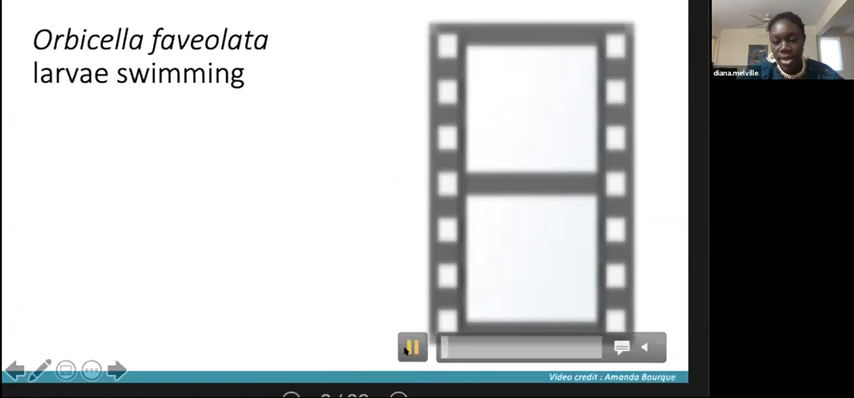 Orbicella faveolata
larvae swimming
diana.melville
Video credit : Amanda Bourque